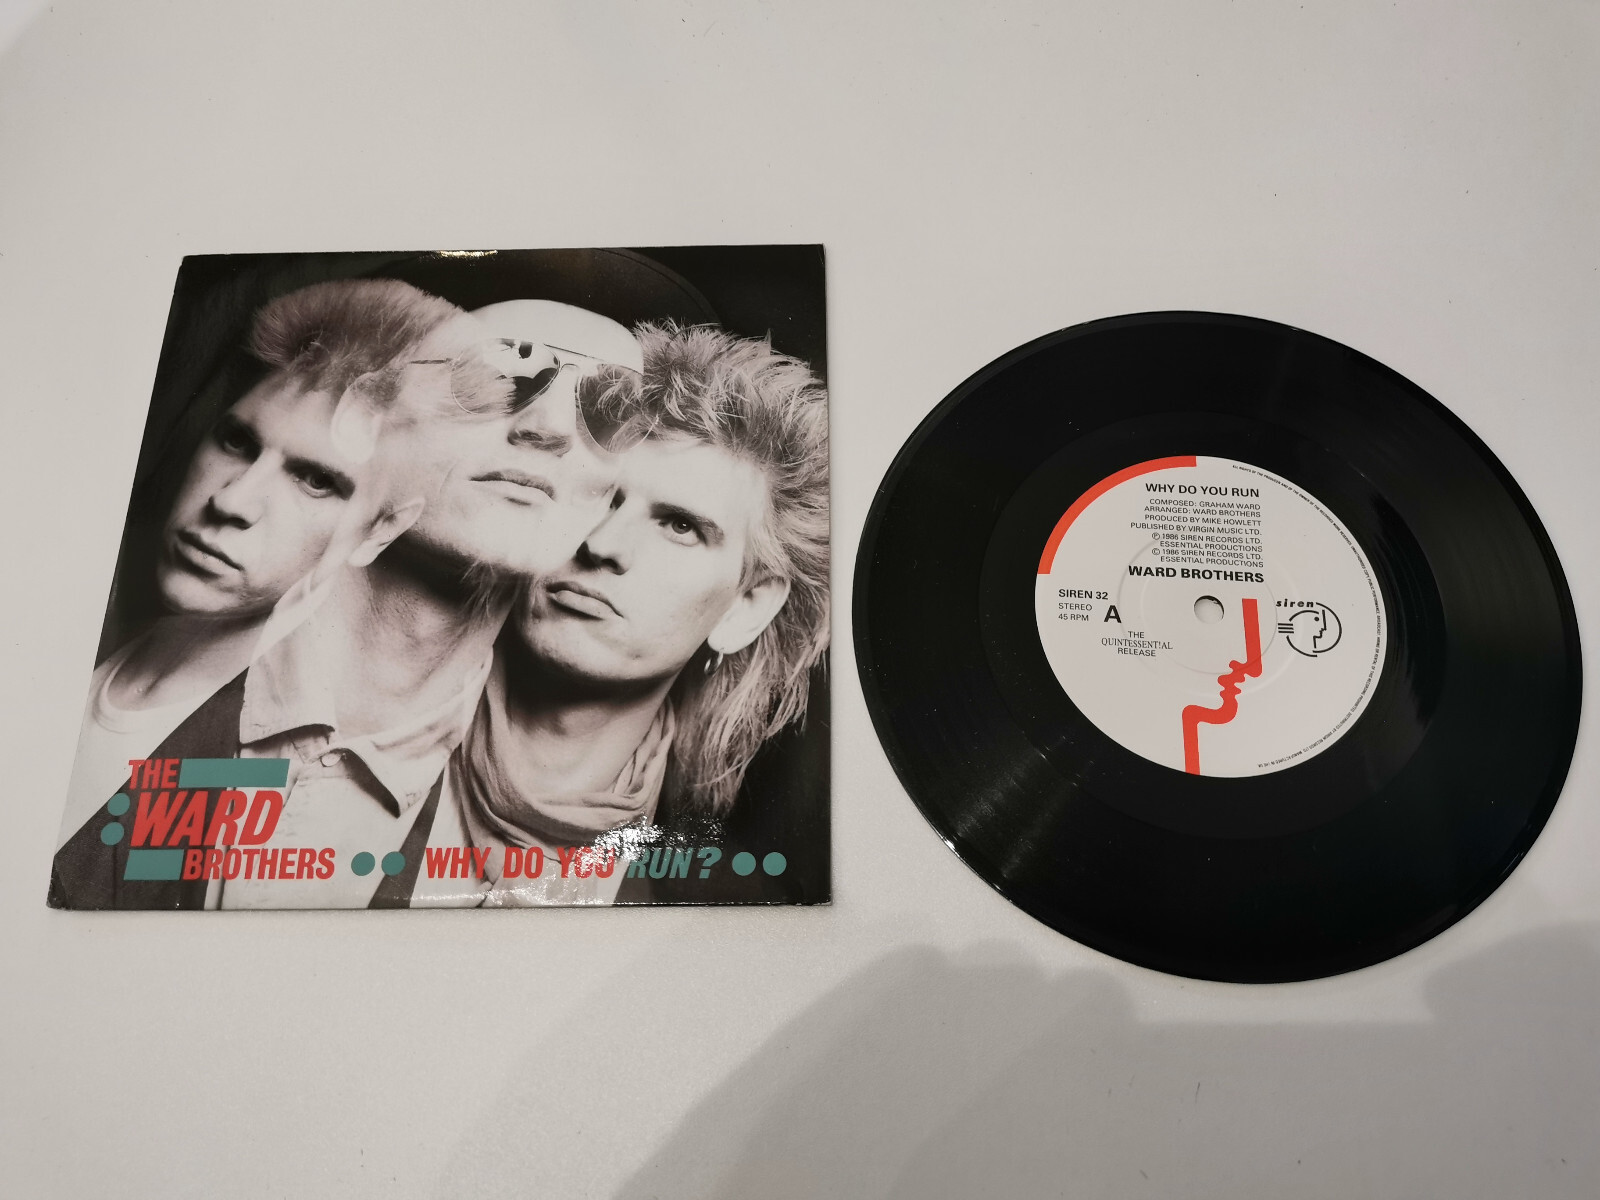 THE
WARD
BROTHERS
WHY DO YOU RUN?
WHY DO YOU RUN
COMPOSED: GRAHAM WARD
ARRANGED: WARD BROTHERS
PRODUCED BY MIKE HOWLETT
PUBLISHED BY VIRGIN MUSIC LTD.
Ⓟ 1986 SIREN RECORDS LTD.
ESSENTIAL PRODUCTIONS
© 1986 SIREN RECORDS LTD.
ESSENTIAL PRODUCTIONS
WARD BROTHERS
SIREN 32
STEREO
45 RPM
A
THE
QUINTESSENT!AL
RELEASE
siren